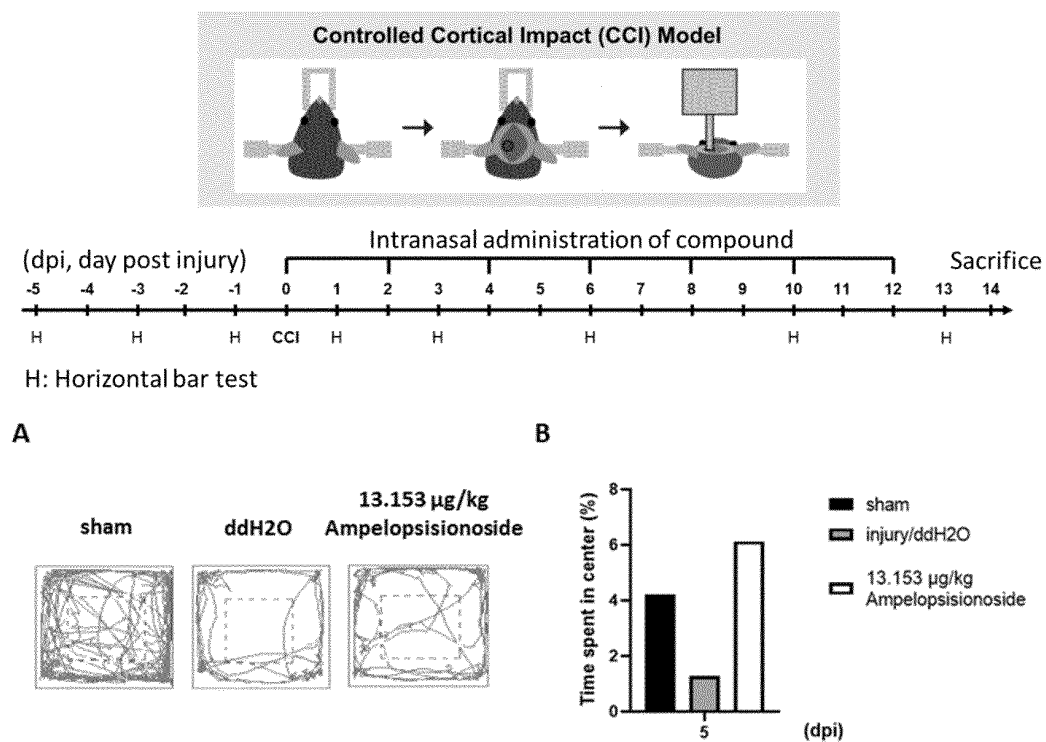 Controlled Cortical Impact (CCI) Model
Intranasal administration of compound
(dpi, day post injury)
Sacrifice
-5 -4 -3 -2 -1 0 1 2 3 4 5 6 7 8 9 10 11 12 13 14
H H H CCI H H H H H
H: Horizontal bar test
A
B
sham
ddH2O
13.153 µg/kg
Ampelopsisionoside
Time spent in center (%)
8
6
4
2
0
5
(dpi)
sham
injury/ddH2O
13.153 µg/kg
Ampelopsisionoside